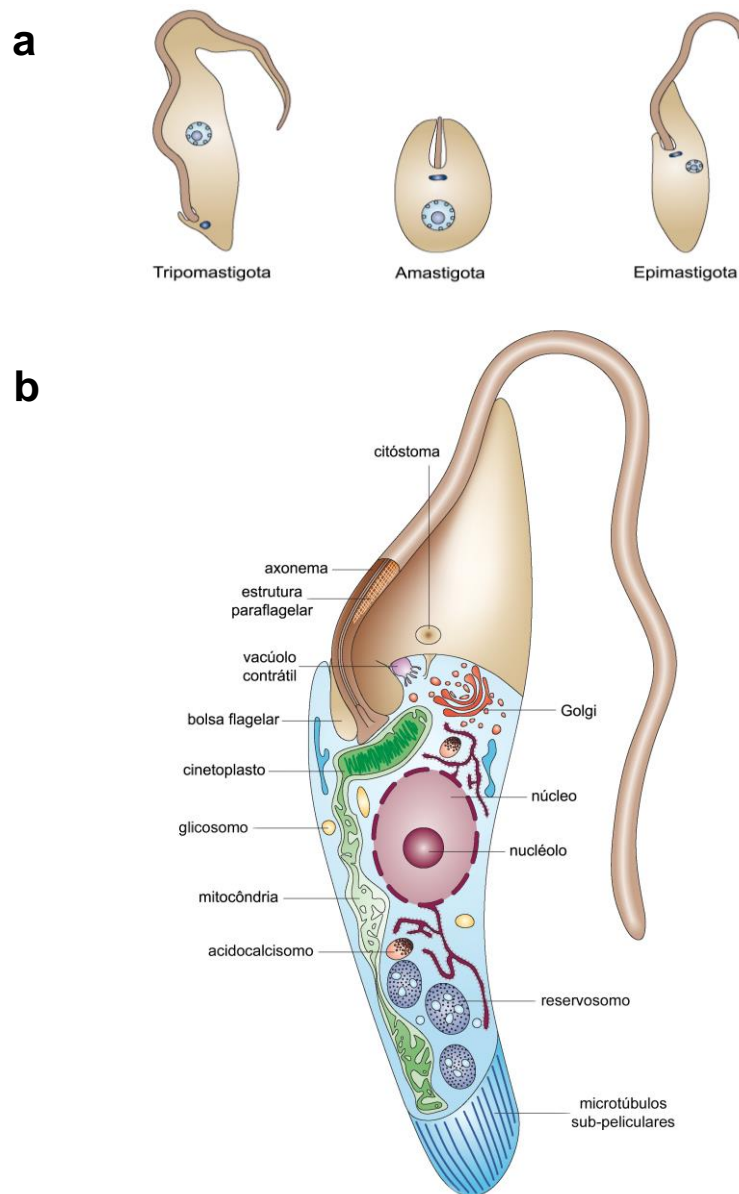 a
Tripomastigota
Amastigota
Epimastigota
b
citóstoma
axonema
estrutura
paraflagelar
vacúolo
contrátil
bolsa flagelar
Golgi
cinetoplasto
núcleo
glicosomo
nucléolo
mitocôndria
acidocalcisomo
reservosomo
microtúbulos
sub-peliculares